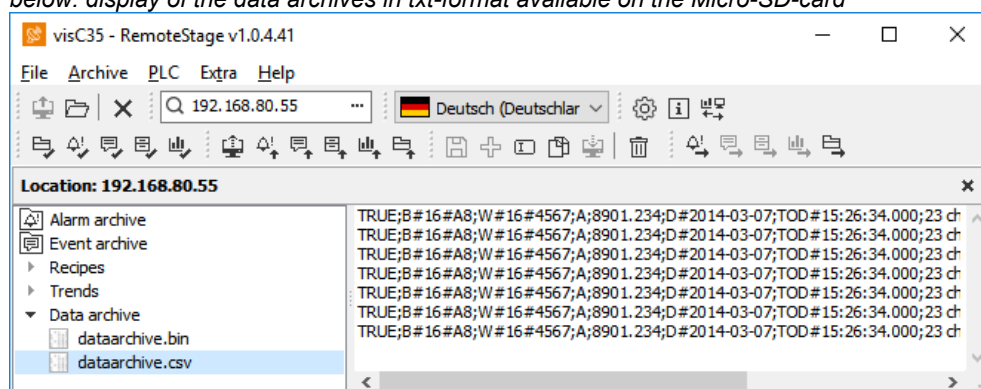 below: display of the data archives in txt-format available on the Micro-SD-card
visC35 - RemoteStage v1.0.4.41
File Archive PLC Extra Help
192.168.80.55 ... Deutsch (Deutschlar
Location: 192.168.80.55
Alarm archive
Event archive
Recipes
Trends
Data archive
dataarchive.bin
dataarchive.csv
TRUE;B#16#A8;W#16#4567;A;8901.234;D#2014-03-07;TOD#15:26:34.000;23 ch
TRUE;B#16#A8;W#16#4567;A;8901.234;D#2014-03-07;TOD#15:26:34.000;23 ch
TRUE;B#16#A8;W#16#4567;A;8901.234;D#2014-03-07;TOD#15:26:34.000;23 ch
TRUE;B#16#A8;W#16#4567;A;8901.234;D#2014-03-07;TOD#15:26:34.000;23 ch
TRUE;B#16#A8;W#16#4567;A;8901.234;D#2014-03-07;TOD#15:26:34.000;23 ch
TRUE;B#16#A8;W#16#4567;A;8901.234;D#2014-03-07;TOD#15:26:34.000;23 ch
TRUE;B#16#A8;W#16#4567;A;8901.234;D#2014-03-07;TOD#15:26:34.000;23 ch